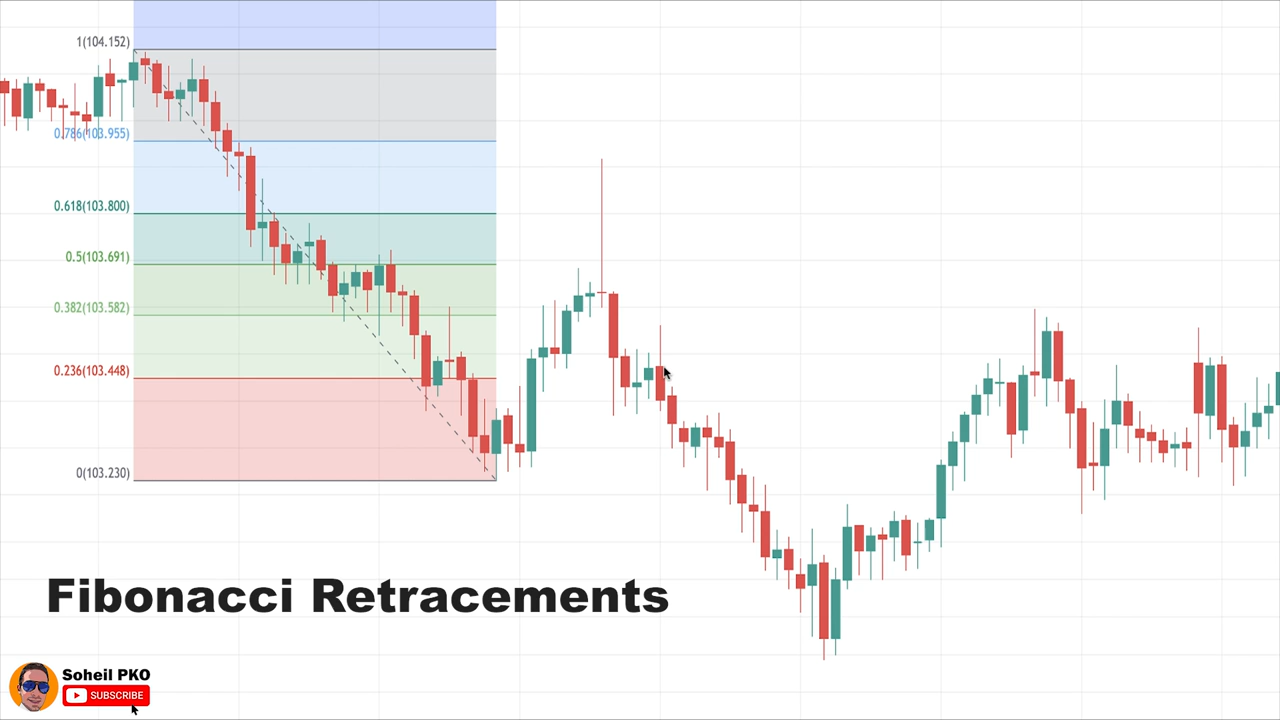 1(104.152)
0.786(103.955)
0.618(103.800)
0.5(103.691)
0.382(103.582)
0.236(103.448)
0(103.230)
Fibonacci Retracements
Soheil PKO
SUBSCRIBE